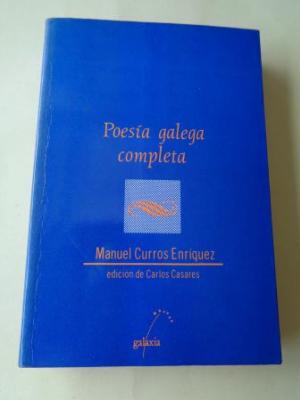 Poesía galega
completa
Manuel Curros Enríquez
edición de Carlos Casares
galaxia